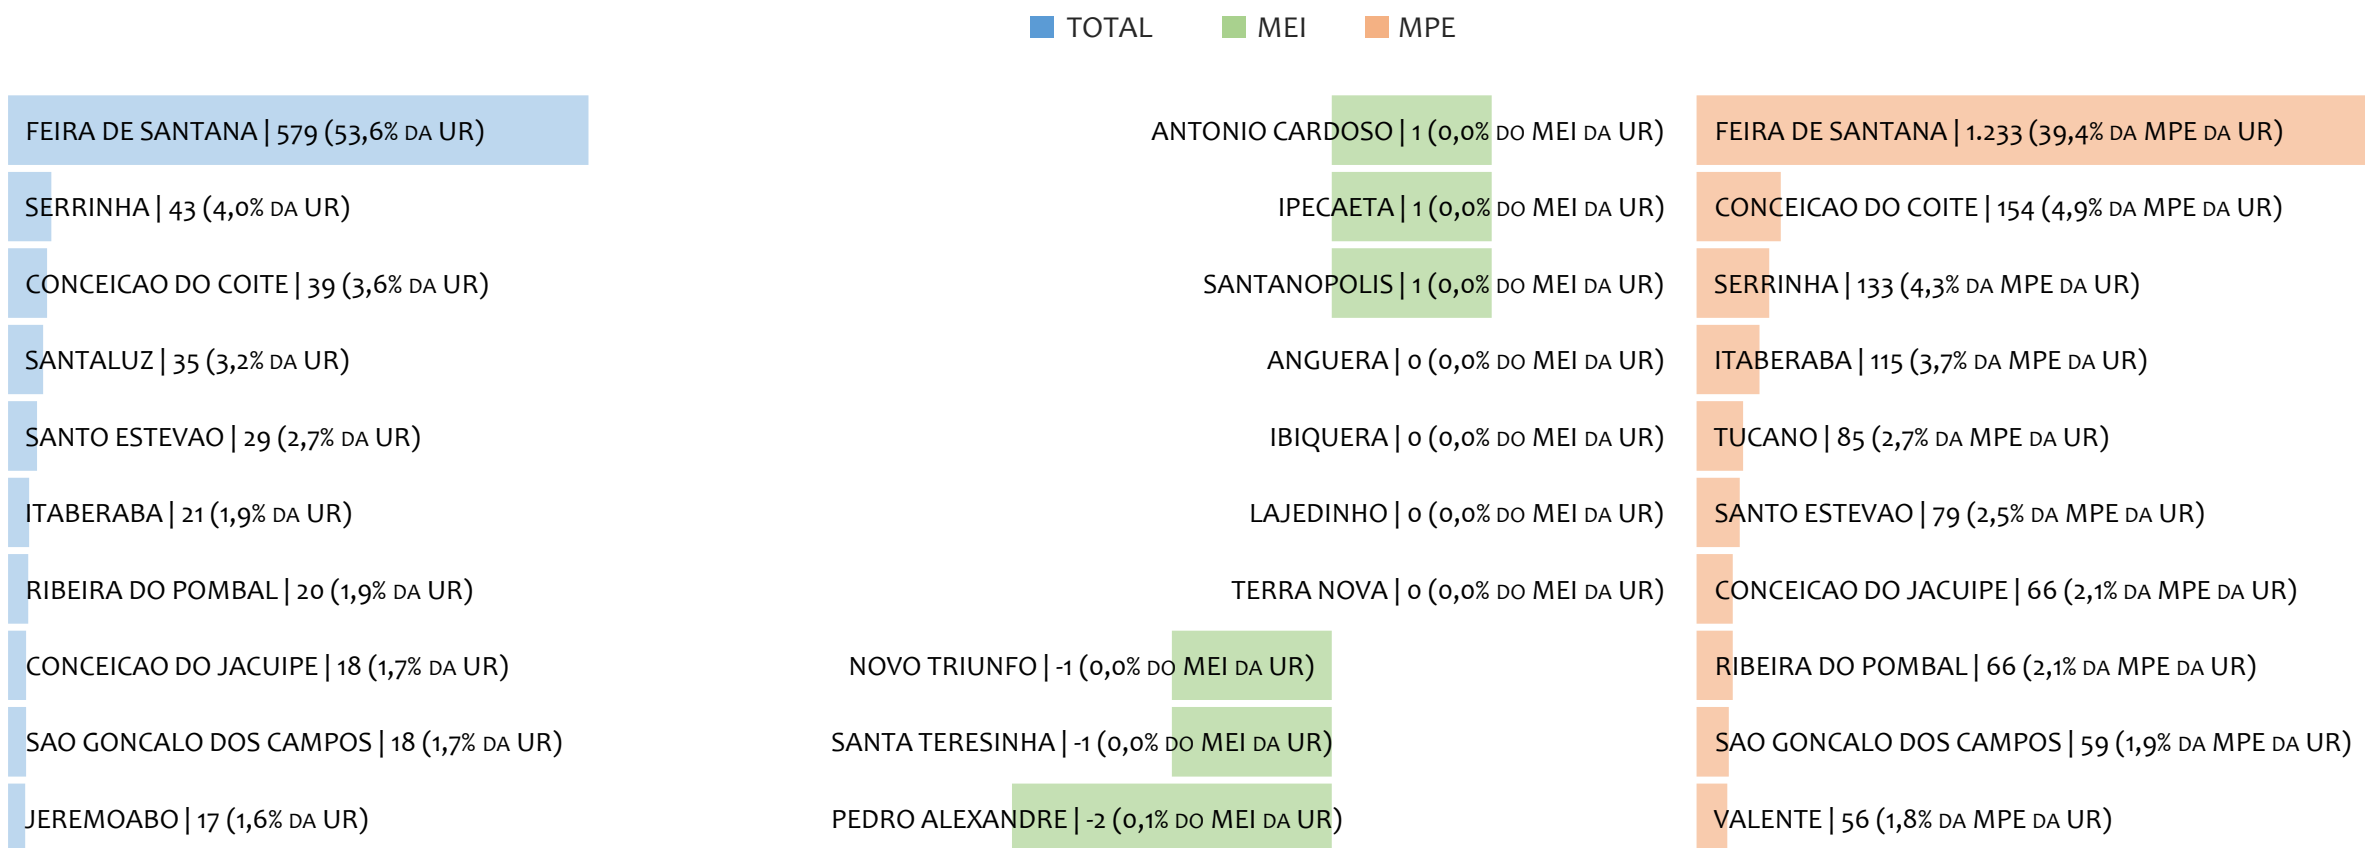 TOTAL
MEI
MPE
FEIRA DE SANTANA | 579 (53,6% DA UR)
SERRINHA | 43 (4,0% DA UR)
CONCEICAO DO COITE | 39 (3,6% DA UR)
SANTALUZ | 35 (3,2% DA UR)
SANTO ESTEVAO | 29 (2,7% DA UR)
ITABERABA | 21 (1,9% DA UR)
RIBEIRA DO POMBAL | 20 (1,9% DA UR)
CONCEICAO DO JACUIPE | 18 (1,7% DA UR)
SAO GONCALO DOS CAMPOS | 18 (1,7% DA UR)
JEREMOABO | 17 (1,6% DA UR)
ANTONIO CARDOSO | 1 (0,0% DO MEI DA UR)
IPECAETA | 1 (0,0% DO MEI DA UR)
SANTANOPOLIS | 1 (0,0% DO MEI DA UR)
ANGUERA | 0 (0,0% DO MEI DA UR)
IBIQUERA | 0 (0,0% DO MEI DA UR)
LAJEDINHO | 0 (0,0% DO MEI DA UR)
TERRA NOVA | 0 (0,0% DO MEI DA UR)
NOVO TRIUNFO | -1 (0,0% DO MEI DA UR)
SANTA TERESINHA | -1 (0,0% DO MEI DA UR)
PEDRO ALEXANDRE | -2 (0,1% DO MEI DA UR)
FEIRA DE SANTANA | 1.233 (39,4% DA MPE DA UR)
CONCEICAO DO COITE | 154 (4,9% DA MPE DA UR)
SERRINHA | 133 (4,3% DA MPE DA UR)
ITABERABA | 115 (3,7% DA MPE DA UR)
TUCANO | 85 (2,7% DA MPE DA UR)
SANTO ESTEVAO | 79 (2,5% DA MPE DA UR)
CONCEICAO DO JACUIPE | 66 (2,1% DA MPE DA UR)
RIBEIRA DO POMBAL | 66 (2,1% DA MPE DA UR)
SAO GONCALO DOS CAMPOS | 59 (1,9% DA MPE DA UR)
VALENTE | 56 (1,8% DA MPE DA UR)